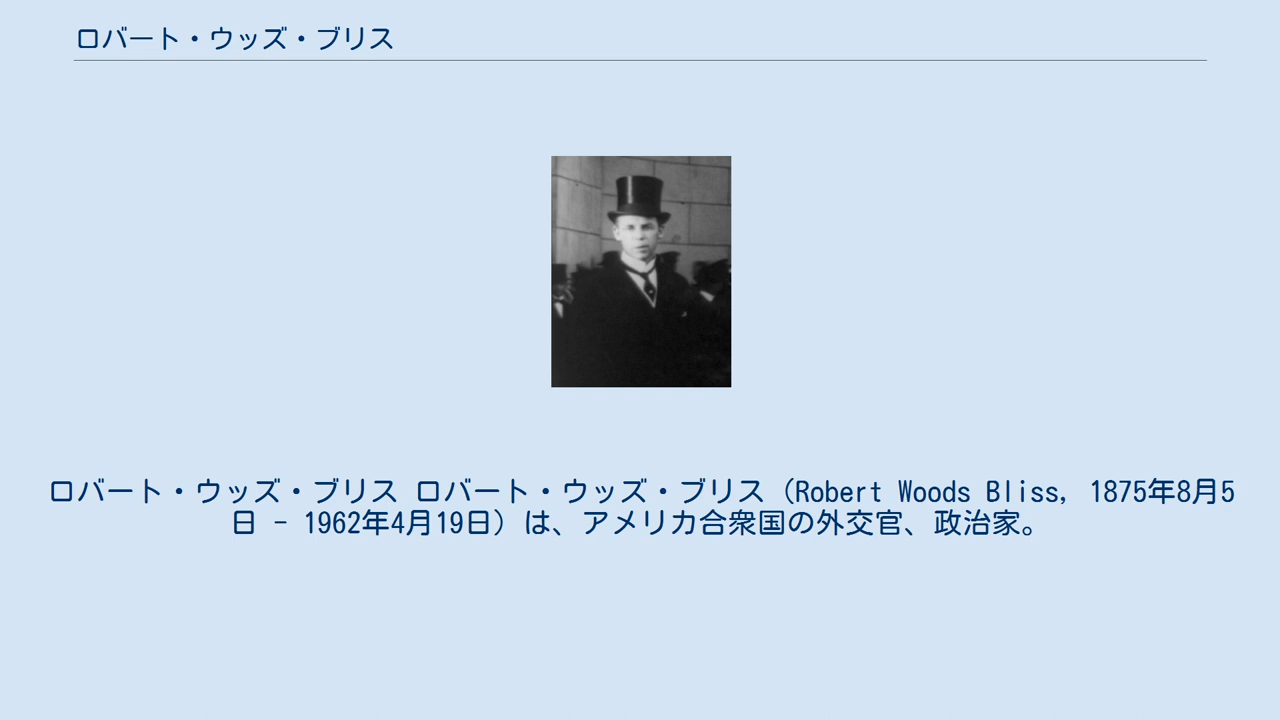 ロバート・ウッズ・ブリス
ロバート・ウッズ・ブリス ロバート・ウッズ・ブリス（Robert Woods Bliss, 1875年8月5
日 - 1962年4月19日）は、アメリカ合衆国の外交官、政治家。